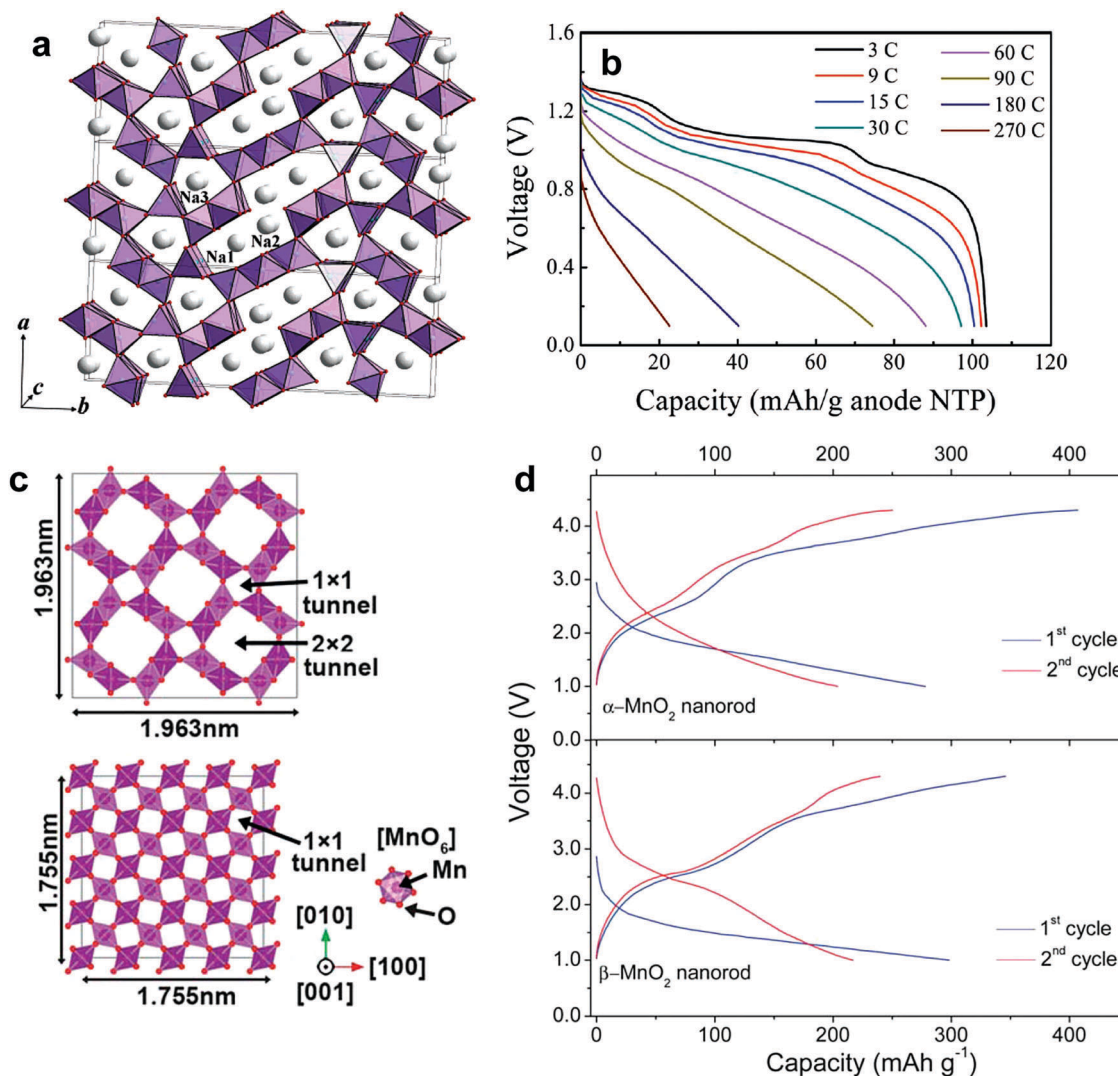 a
Na3
Na2
Na1
a
c
b
b
1.6
1.2
0.8
0.4
0.0
Voltage (V)
3 C
9 C
15 C
30 C
60 C
90 C
180 C
270 C
0
20
40
60
80
100
120
Capacity (mAh/g anode NTP)
c
1.963nm
1×1
tunnel
2×2
tunnel
1.963nm
1.755nm
1×1
tunnel
[MnO6]
Mn
O
[010]
[100]
[001]
1.755nm
d
0
100
200
300
400
4.0
3.0
2.0
1.0
0.0
1st cycle
2nd cycle
α–MnO2 nanorod
Voltage (V)
4.0
3.0
2.0
1.0
0.0
1st cycle
2nd cycle
β–MnO2 nanorod
0
100
200
300
400
Capacity (mAh g-1)